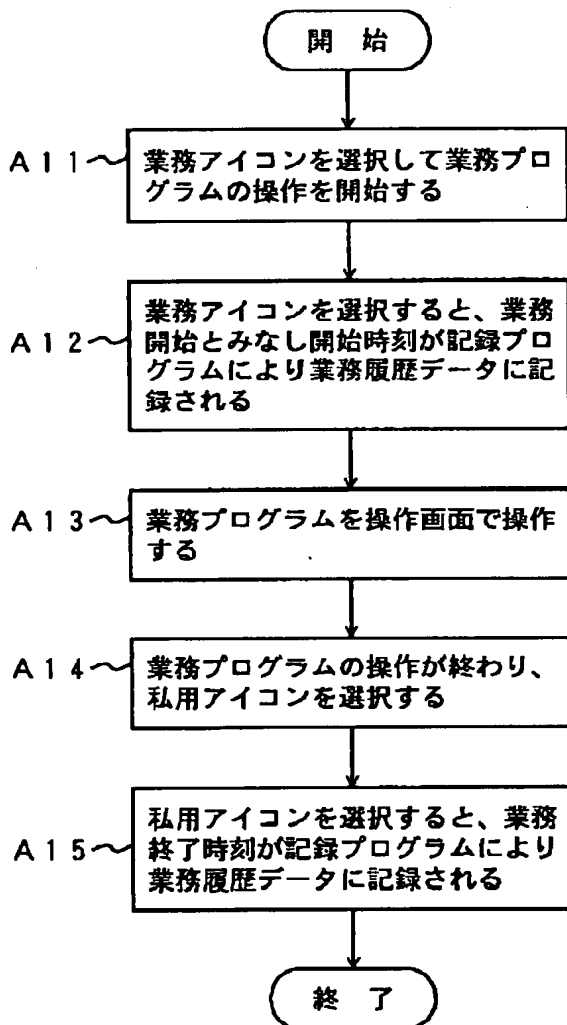 開 始
A11
業務アイコンを選択して業務プロ
グラムの操作を開始する
A12
業務アイコンを選択すると、業務
開始とみなし開始時刻が記録プロ
グラムにより業務履歴データに記
録される
A13
業務プログラムを操作画面で操作
する
A14
業務プログラムの操作が終わり、
私用アイコンを選択する
A15
私用アイコンを選択すると、業務
終了時刻が記録プログラムにより
業務履歴データに記録される
終 了